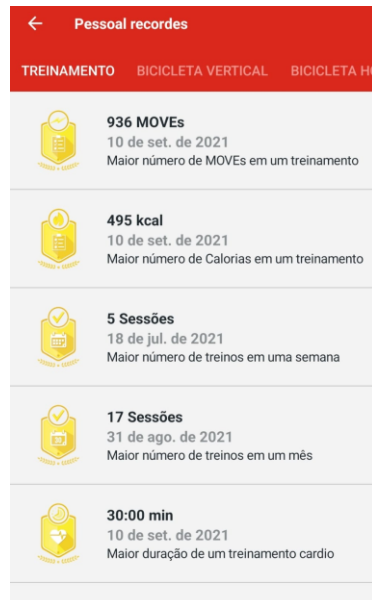 Pessoal recordes
TREINAMENTO BICICLETA VERTICAL BICICLETA HO
936 MOVEs
10 de set. de 2021
Maior número de MOVEs em um treinamento
495 kcal
10 de set. de 2021
Maior número de Calorias em um treinamento
5 Sessões
18 de jul. de 2021
Maior número de treinos em uma semana
17 Sessões
31 de ago. de 2021
Maior número de treinos em um mês
30:00 min
10 de set. de 2021
Maior duração de um treinamento cardio